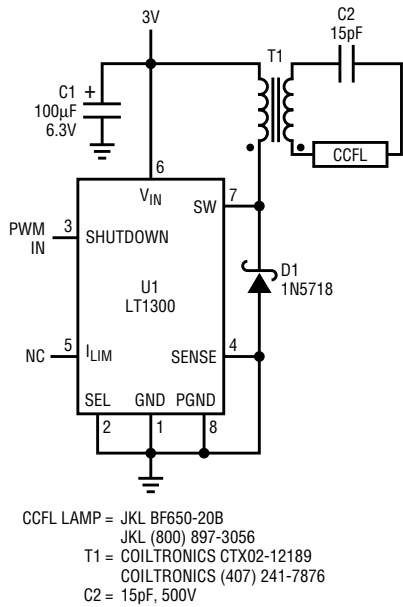 3V
C2
15pF
T1
C1
+
100µF
6.3V
CCFL
6
VIN
7
SW
PWM
IN
3
SHUTDOWN
U1
LT1300
D1
1N5718
NC
5
ILIM
4
SENSE
SEL
GND
PGND
2
1
8
CCFL LAMP = JKL BF650-20B
JKL (800) 897-3056
T1 = COILTRONICS CTX02-12189
COILTRONICS (407) 241-7876
C2 = 15pF, 500V